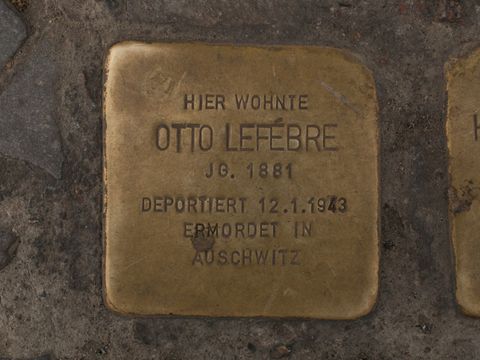 HIER WOHNTE
OTTO LEFÉBRE
JG. 1881
DEPORTIERT 12.1.1943
ERMORDET IN
AUSCHWITZ